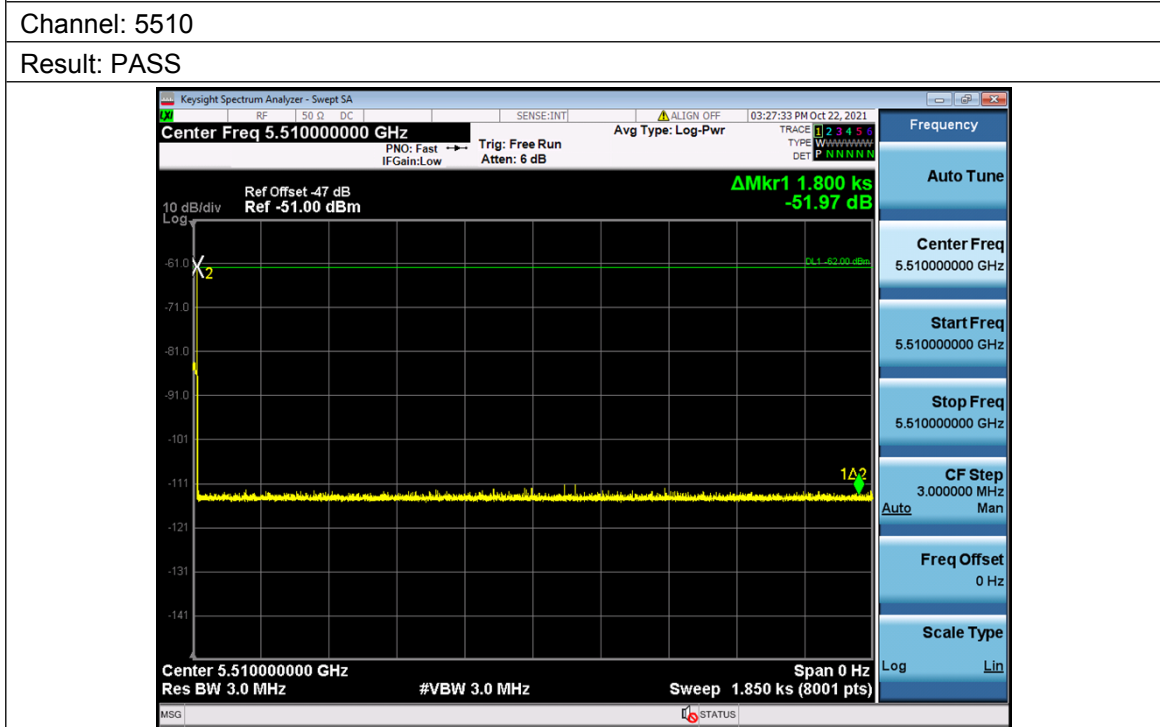 Channel: 5510
Result: PASS
Keysight Spectrum Analyzer - Swept SA
LXI RF 50 Ω DC SENSE:INT ALIGN OFF 03:27:33 PM Oct 22, 2021
Center Freq 5.510000000 GHz Avg Type: Log-Pwr TRACE 1 2 3 4 5 6
PNO: Fast Trig: Free Run TYPE WWWWWW
IFGain:Low Atten: 6 dB DET P N N N N N
Frequency
Auto Tune
Center Freq
5.510000000 GHz
Start Freq
5.510000000 GHz
Stop Freq
5.510000000 GHz
CF Step
3.000000 MHz
Auto Man
Freq Offset
0 Hz
Scale Type
Log Lin
ΔMkr1 1.800 ks
-51.97 dB
Ref Offset -47 dB
10 dB/div Ref -51.00 dBm
Log
-61.0
2
DL1 -62.00 dBm
-71.0
-81.0
-91.0
-101
1Δ2
-111
-121
-131
-141
Center 5.510000000 GHz Span 0 Hz
Res BW 3.0 MHz #VBW 3.0 MHz Sweep 1.850 ks (8001 pts)
MSG STATUS